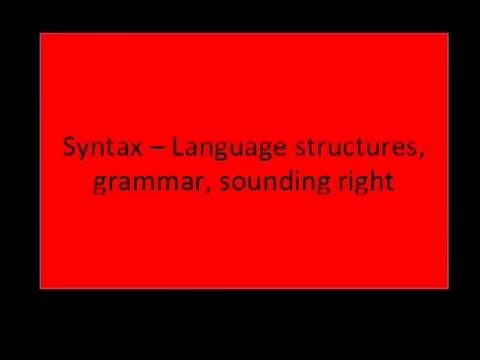 Syntax – Language structures,
grammar, sounding right